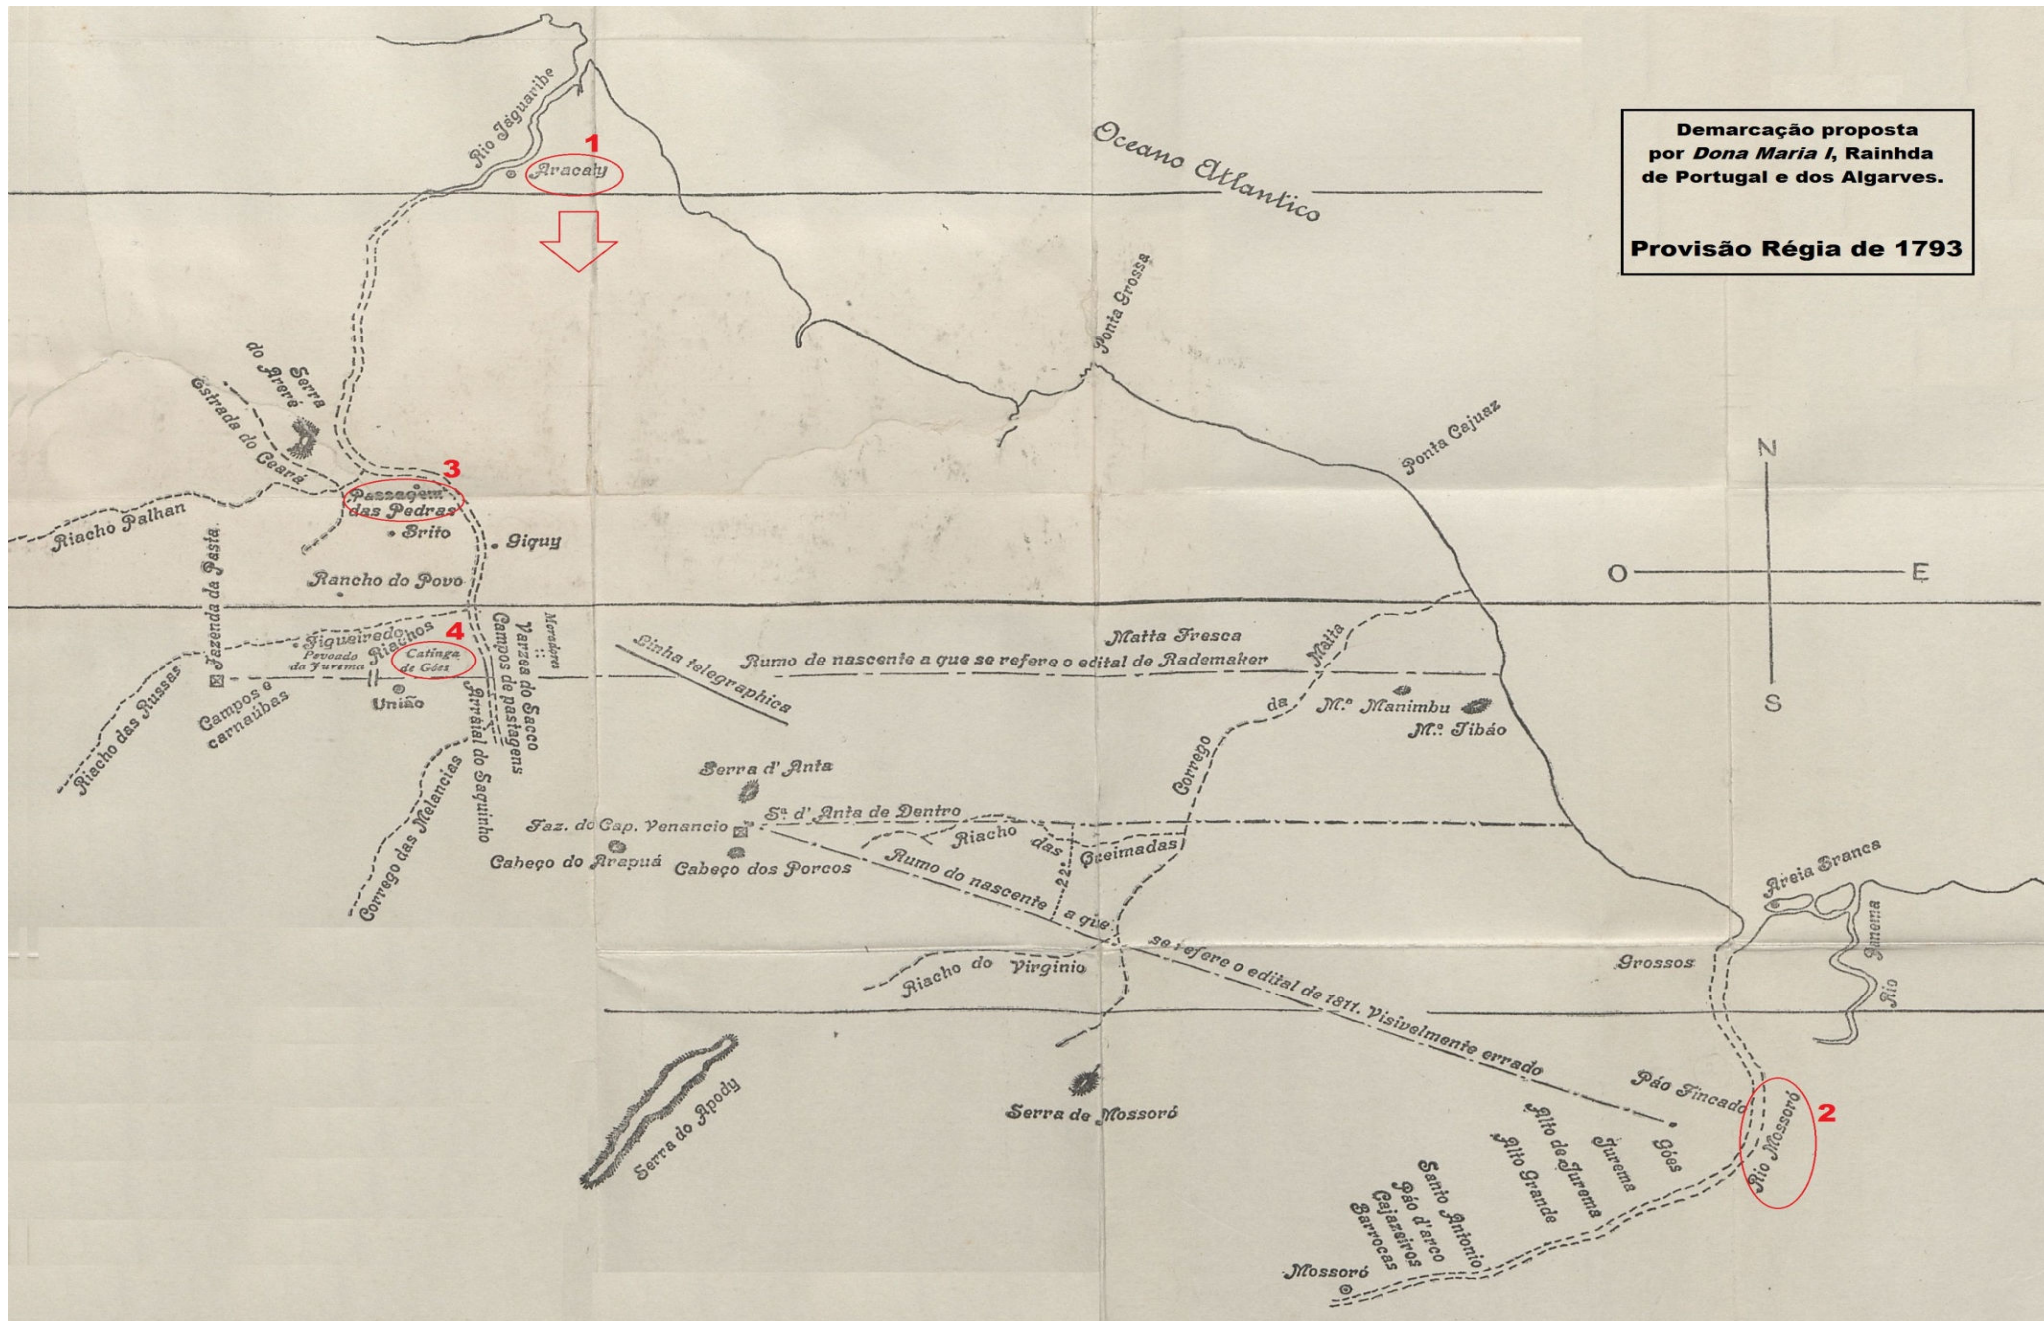 Rio Jaguaribe
1
Aracaty
Oceano Atlantico
Demarcação proposta
por Dona Maria I, Rainhda
de Portugal e dos Algarves.
Provisão Régia de 1793
Ponta Grossa
Ponta Cajuaz
N
O
E
S
Serra
do Areré
Estrada do Ceará
3
Passagem
das Pedras
Riacho Palhan
Brito
Giquy
Rancho do Povo
Fazenda da Pasta
Figueiredo
Riachos
Povoado
da Jurema
4
Catinga
de Góes
Moradores
Varzea do Sacco
Campos de pastagens
Arraial do Saquinho
União
Campos e
carnaúbas
Riacho das Russas
Corrego das Melancias
Linha telegraphica
Matta Fresca
Rumo de nascente a que se refere o edital de Rademaker
Corrego da Matta
M.º Manimbu
M.º Tibáo
Serra d' Anta
Sª d' Anta de Dentro
Faz. do Cap. Venancio
Cabeço do Arapuá
Cabeço dos Porcos
Riacho das Queimadas
22º
Rumo do nascente a que se refere o edital de 1811. Visivelmente errado
Riacho do Virginio
Areia Branca
Rio Panema
Grossos
Serra do Apody
Serra de Mossoró
Páo Fincado
2
Rio Mossoró
Góes
Jurema
Alto de Jurema
Alto Grande
Santo Antonio
Páo d'arco
Cajazeiros
Barrocas
Mossoró